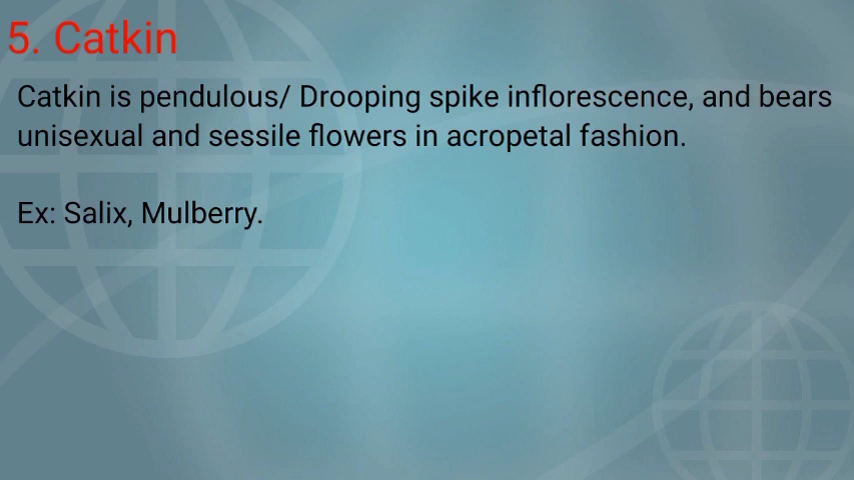 5. Catkin
Catkin is pendulous/ Drooping spike inflorescence, and bears
unisexual and sessile flowers in acropetal fashion.
Ex: Salix, Mulberry.